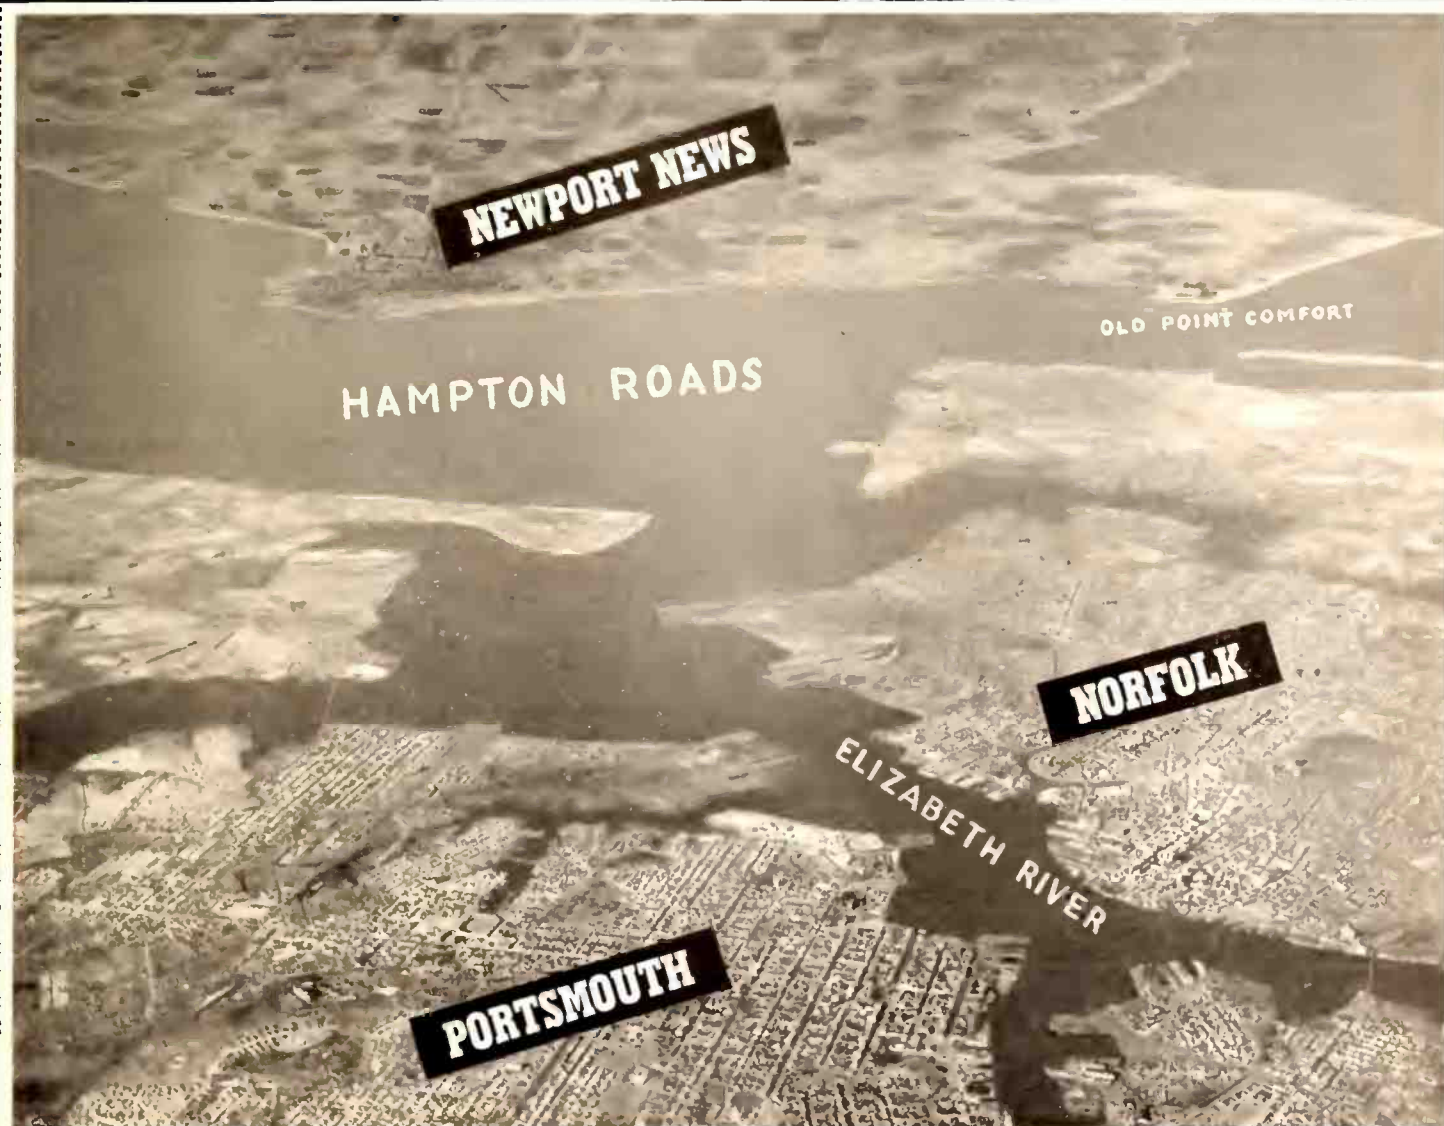 NEWPORT NEWS
OLD POINT COMFORT
HAMPTON ROADS
NORFOLK
ELIZABETH RIVER
PORTSMOUTH